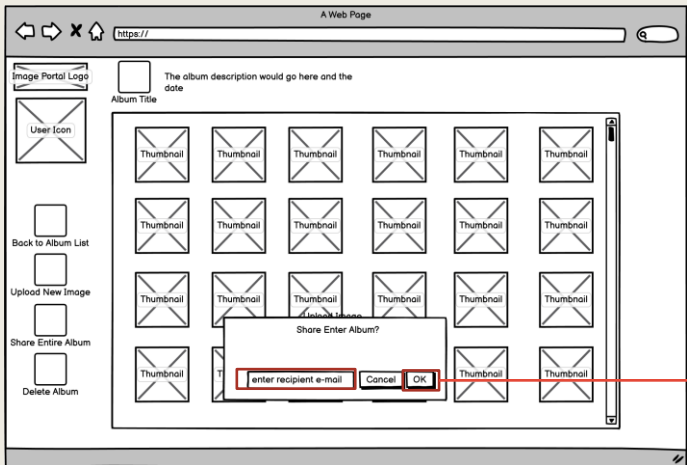 A Web Page
https://
Image Portal Logo
The album description would go here and the
date
Album Title
User Icon
Thumbnail Thumbnail Thumbnail Thumbnail Thumbnail Thumbnail
Thumbnail Thumbnail Thumbnail Thumbnail Thumbnail Thumbnail
Back to Album List
Upload New Image
Thumbnail Thumbnail Thumbnail Thumbnail Thumbnail Thumbnail
Upload Image
Share Enter Album?
Share Entire Album
Thumbnail T Thumbnail Thumbnail
enter recipient e-mail Cancel OK
Delete Album